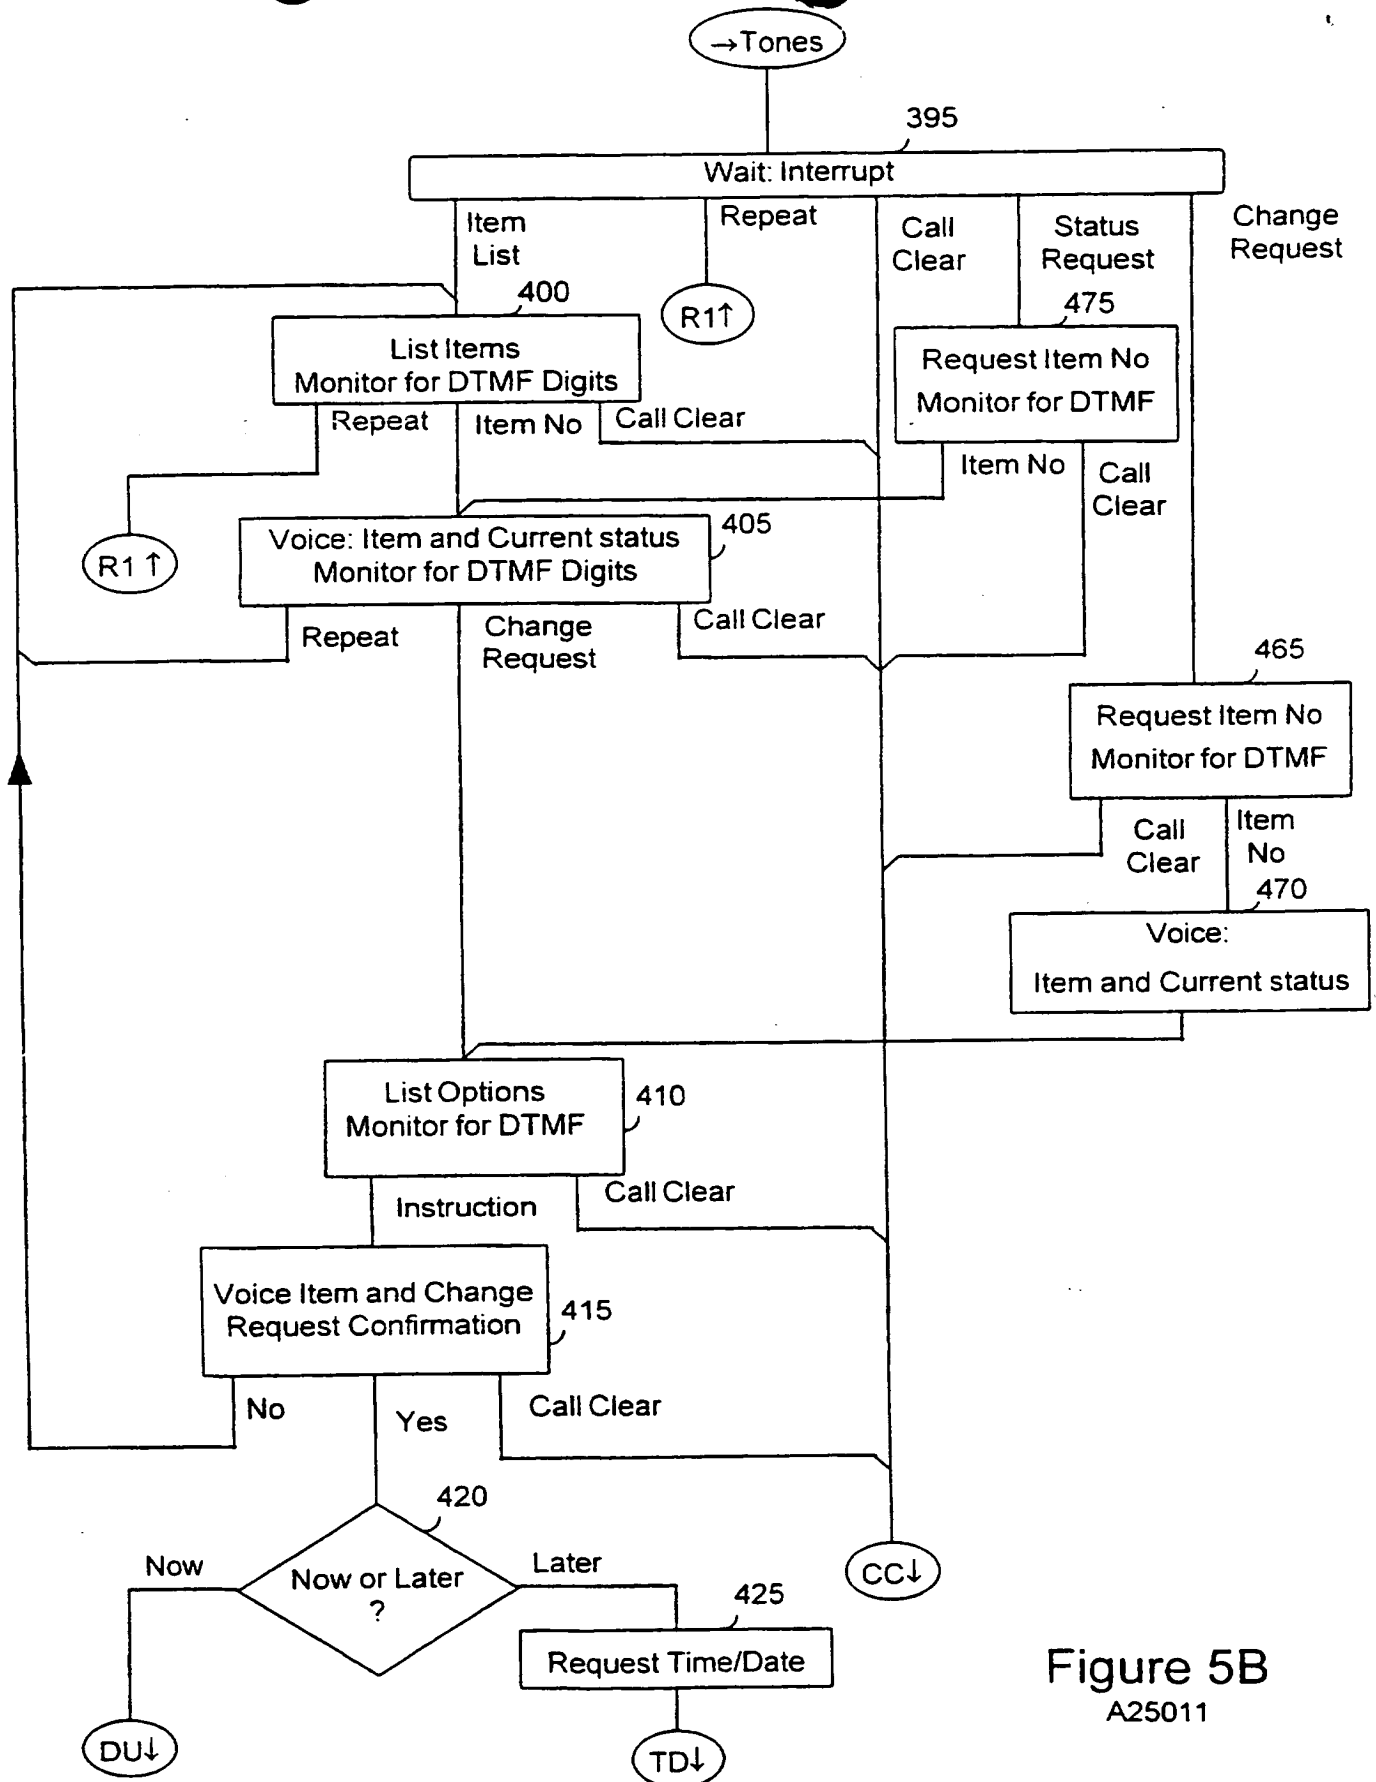 →Tones
395
Wait: Interrupt
Item
List
Repeat
Call
Clear
Status
Request
Change
Request
400
R1↑
475
List Items
Monitor for DTMF Digits
Request Item No
Monitor for DTMF
Repeat
Item No
Call Clear
Item No
Call
Clear
R1 ↑
405
Voice: Item and Current status
Monitor for DTMF Digits
Repeat
Change
Request
Call Clear
465
Request Item No
Monitor for DTMF
Call
Clear
Item
No
470
Voice:
Item and Current status
List Options
Monitor for DTMF
410
Instruction
Call Clear
Voice Item and Change
Request Confirmation
415
No
Yes
Call Clear
420
Now
Now or Later
?
Later
CC↓
425
Request Time/Date
DU↓
TD↓
Figure 5B
A25011